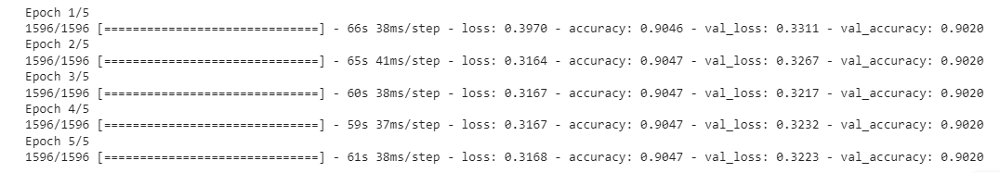 Epoch 1/5
1596/1596 [==============================] - 66s 38ms/step - loss: 0.3970 - accuracy: 0.9046 - val_loss: 0.3311 - val_accuracy: 0.9020
Epoch 2/5
1596/1596 [==============================] - 65s 41ms/step - loss: 0.3164 - accuracy: 0.9047 - val_loss: 0.3267 - val_accuracy: 0.9020
Epoch 3/5
1596/1596 [==============================] - 60s 38ms/step - loss: 0.3167 - accuracy: 0.9047 - val_loss: 0.3217 - val_accuracy: 0.9020
Epoch 4/5
1596/1596 [==============================] - 59s 37ms/step - loss: 0.3167 - accuracy: 0.9047 - val_loss: 0.3232 - val_accuracy: 0.9020
Epoch 5/5
1596/1596 [==============================] - 61s 38ms/step - loss: 0.3168 - accuracy: 0.9047 - val_loss: 0.3223 - val_accuracy: 0.9020